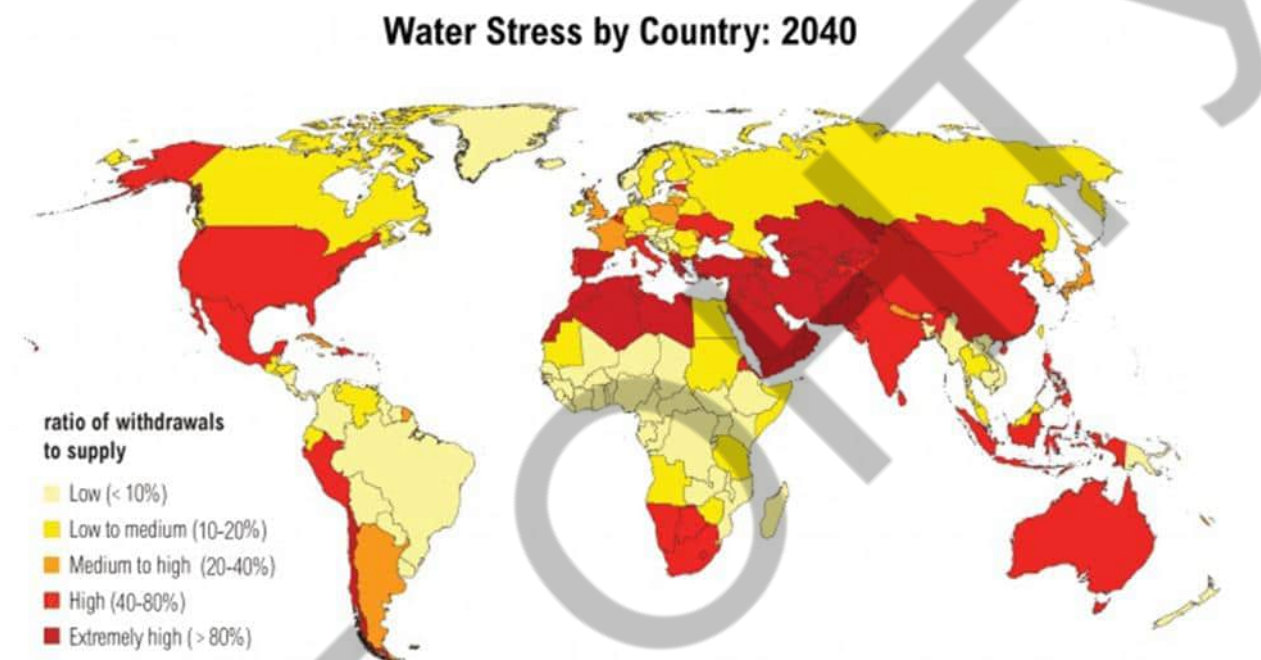 Water Stress by Country: 2040
ratio of withdrawals
to supply
Low (< 10%)
Low to medium (10-20%)
Medium to high (20-40%)
High (40-80%)
Extremely high ( > 80%)